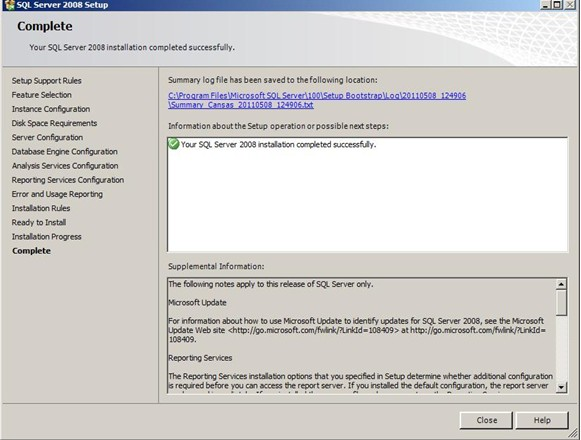 SQL Server 2008 Setup
Complete
Your SQL Server 2008 installation completed successfully.
Setup Support Rules
Feature Selection
Instance Configuration
Disk Space Requirements
Server Configuration
Database Engine Configuration
Analysis Services Configuration
Reporting Services Configuration
Error and Usage Reporting
Installation Rules
Ready to Install
Installation Progress
Complete
Summary log file has been saved to the following location:
C:\Program Files\Microsoft SQL Server\100\Setup Bootstrap\Log\20110508_124906
\Summary_Cansas_20110508_124906.txt
Information about the Setup operation or possible next steps:
Your SQL Server 2008 installation completed successfully.
Supplemental Information:
The following notes apply to this release of SQL Server only.
Microsoft Update
For information about how to use Microsoft Update to identify updates for SQL Server 2008, see the Microsoft
Update Web site <http://go.microsoft.com/fwlink/?LinkId=108409> at http://go.microsoft.com/fwlink/?LinkId=
108409.
Reporting Services
The Reporting Services installation options that you specified in Setup determine whether additional configuration
is required before you can access the report server. If you installed the default configuration, the report server
Close
Help